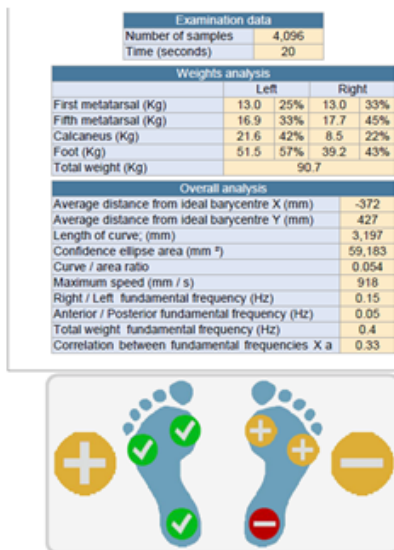 Examination data
Number of samples 4,096
Time (seconds) 20
Weights analysis
Left Right
First metatarsal (Kg) 13.0 25% 13.0 33%
Fifth metatarsal (Kg) 16.9 33% 17.7 45%
Calcaneus (Kg) 21.6 42% 8.5 22%
Foot (Kg) 51.5 57% 39.2 43%
Total weight (Kg) 90.7
Overall analysis
Average distance from ideal barycentre X (mm) -372
Average distance from ideal barycentre Y (mm) 427
Length of curve; (mm) 3,197
Confidence ellipse area (mm ²) 59,183
Curve / area ratio 0.054
Maximum speed (mm / s) 918
Right / Left fundamental frequency (Hz) 0.15
Anterior / Posterior fundamental frequency (Hz) 0.05
Total weight fundamental frequency (Hz) 0.4
Correlation between fundamental frequencies X a 0.33